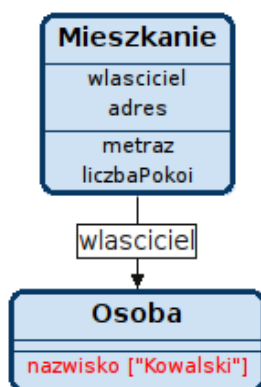 Mieszkanie
wlasciciel
adres
metraz
liczbaPokoi
wlasciciel
Osoba
nazwisko ["Kowalski"]